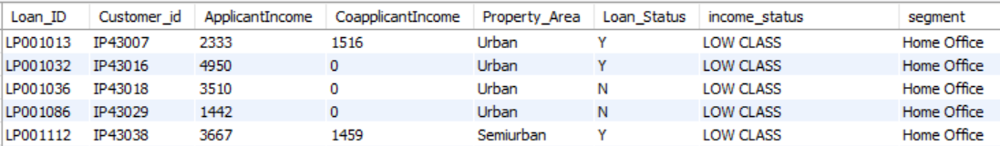 Loan_ID Customer_id ApplicantIncome CoapplicantIncome Property_Area Loan_Status income_status segment
LP001013 IP43007 2333 1516 Urban Y LOW CLASS Home Office
LP001032 IP43016 4950 0 Urban Y LOW CLASS Home Office
LP001036 IP43018 3510 0 Urban N LOW CLASS Home Office
LP001086 IP43029 1442 0 Urban N LOW CLASS Home Office
LP001112 IP43038 3667 1459 Semiurban Y LOW CLASS Home Office